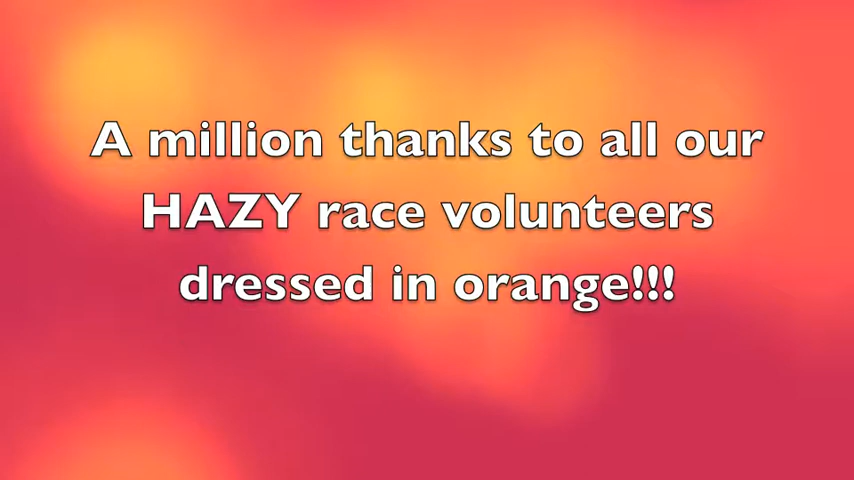 A million thanks to all our
HAZY race volunteers
dressed in orange!!!